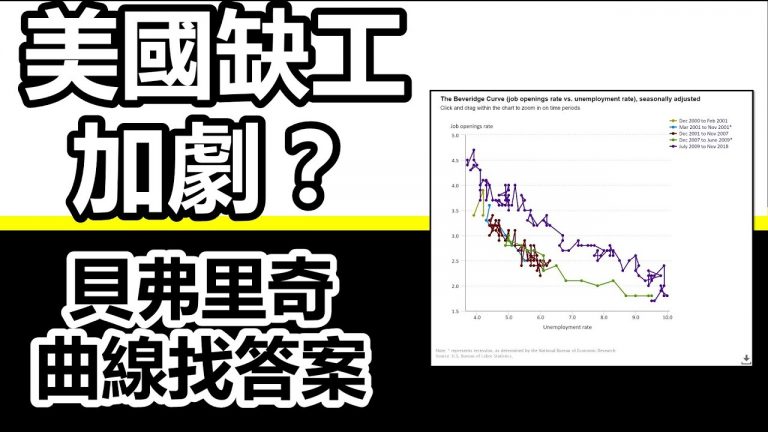 美國缺工
加劇？
貝弗里奇
曲線找答案
The Beveridge Curve (job openings rate vs. unemployment rate), seasonally adjusted
Click and drag within the chart to zoom in on time periods
Job openings rate
Dec 2000 to Feb 2001
Mar 2001 to Nov 2001*
Dec 2001 to Nov 2007
Dec 2007 to June 2009*
July 2009 to Nov 2018
5.0
4.5
4.0
3.5
3.0
2.5
2.0
1.5
4.0 5.0 6.0 7.0 8.0 9.0 10.0
Unemployment rate
Note: * represents recession, as determined by the National Bureau of Economic Research.
Source: U.S. Bureau of Labor Statistics.